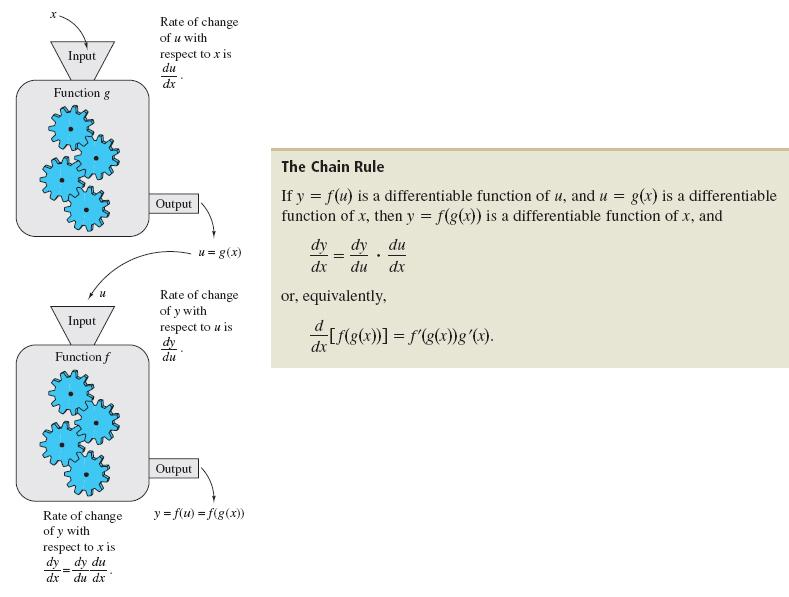 x
Rate of change
of u with
respect to x is
du
dx .
Input
Function g
Output
u = g(x)
u
Rate of change
of y with
respect to u is
dy
du .
Input
Function f
Output
y = f(u) = f(g(x))
Rate of change
of y with
respect to x is
dy/dx = dy/du du/dx .
The Chain Rule
If y = f(u) is a differentiable function of u, and u = g(x) is a differentiable
function of x, then y = f(g(x)) is a differentiable function of x, and
dy/dx = dy/du · du/dx
or, equivalently,
d/dx [f(g(x))] = f′(g(x))g′(x).